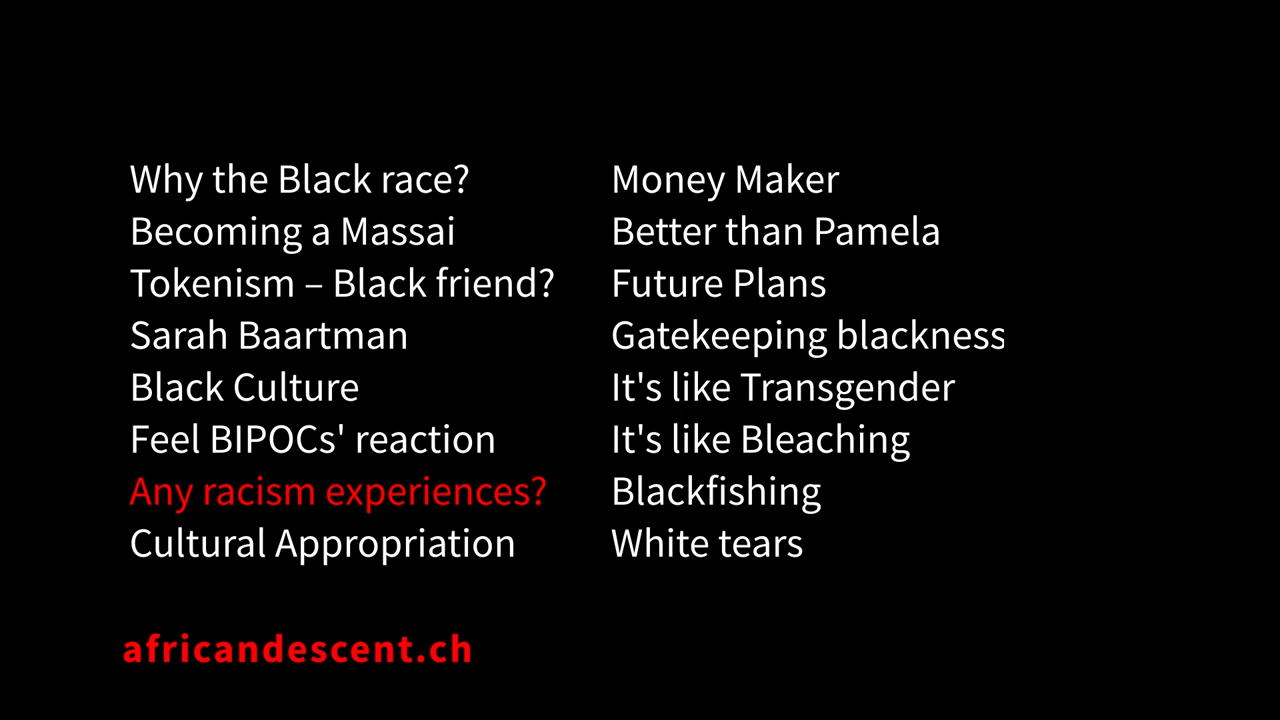 Why the Black race?
Becoming a Massai
Tokenism – Black friend?
Sarah Baartman
Black Culture
Feel BIPOCs' reaction
Any racism experiences?
Cultural Appropriation
Money Maker
Better than Pamela
Future Plans
Gatekeeping blackness
It's like Transgender
It's like Bleaching
Blackfishing
White tears
africandescent.ch